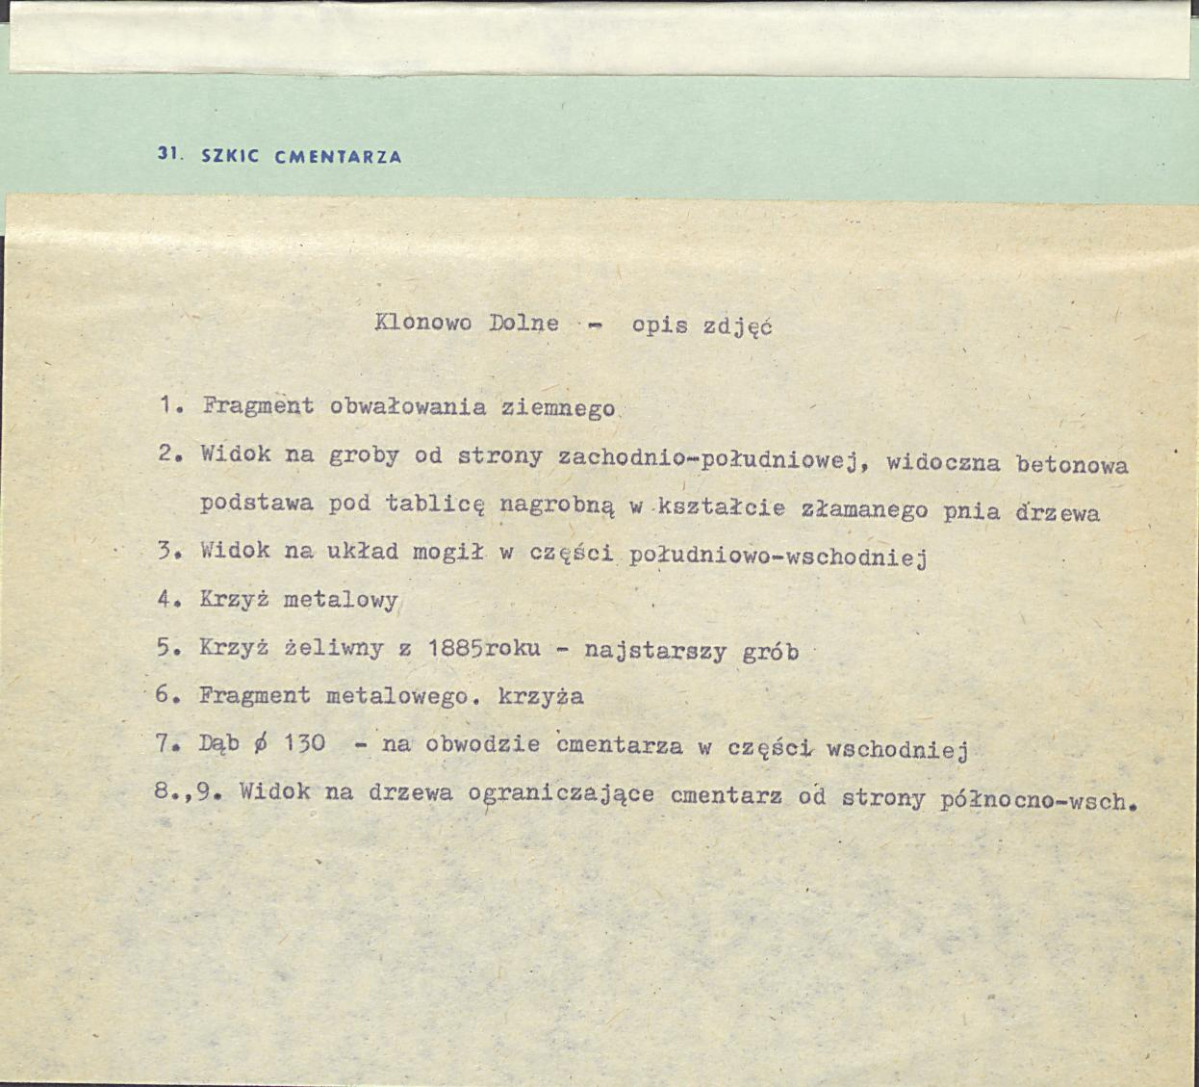 31. SZKIC CMENTARZA
Klonowo Dolne - opis zdjęć
1. Fragment obwałowania ziemnego
2. Widok na groby od strony zachodnio-południowej, widoczna betonowa
podstawa pod tablicę nagrobną w kształcie złamanego pnia drzewa
3. Widok na układ mogił w części południowo-wschodniej
4. Krzyż metalowy
5. Krzyż żeliwny z 1885roku - najstarszy grób
6. Fragment metalowego. krzyża
7. Dąb ∅ 130 - na obwodzie cmentarza w części wschodniej
8.,9. Widok na drzewa ograniczające cmentarz od strony północno-wsch.